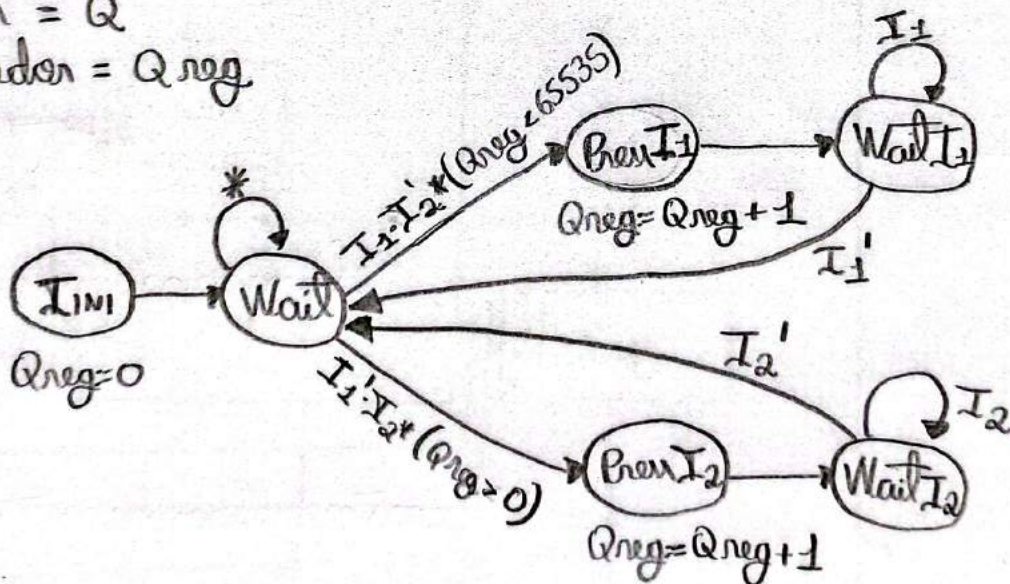 = Q
= Qreg
I1
I1·I2'*(Qreg<65535)
PressI1
WaitI1
*
Qreg=Qreg+1
I1'
IINI
Wait
Qreg=0
I2'
I1'·I2*(Qreg>0)
I2
PressI2
WaitI2
Qreg=Qreg+1